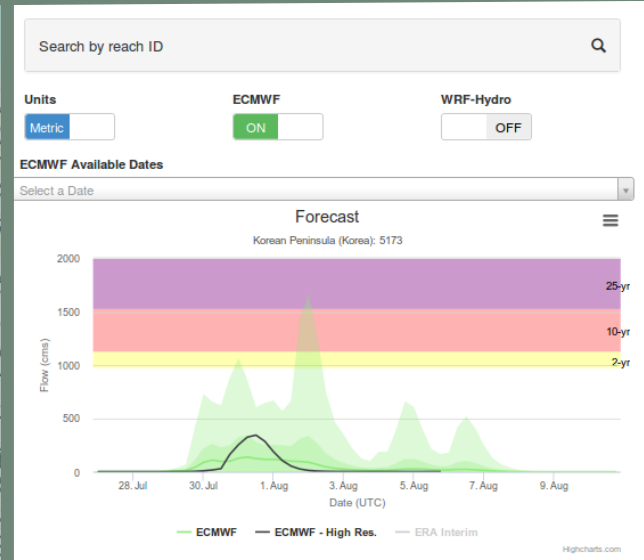 Search by reach ID
Units
ECMWF
WRF-Hydro
Metric
ON
OFF
ECMWF Available Dates
Select a Date
Forecast
Korean Peninsula (Korea): 5173
2000
25-yr
1500
10-yr
2-yr
1000
500
0
Flow (cms)
28. Jul
30. Jul
1. Aug
3. Aug
5. Aug
7. Aug
9. Aug
Date (UTC)
ECMWF
ECMWF - High Res.
ERA Interim
Highcharts.com